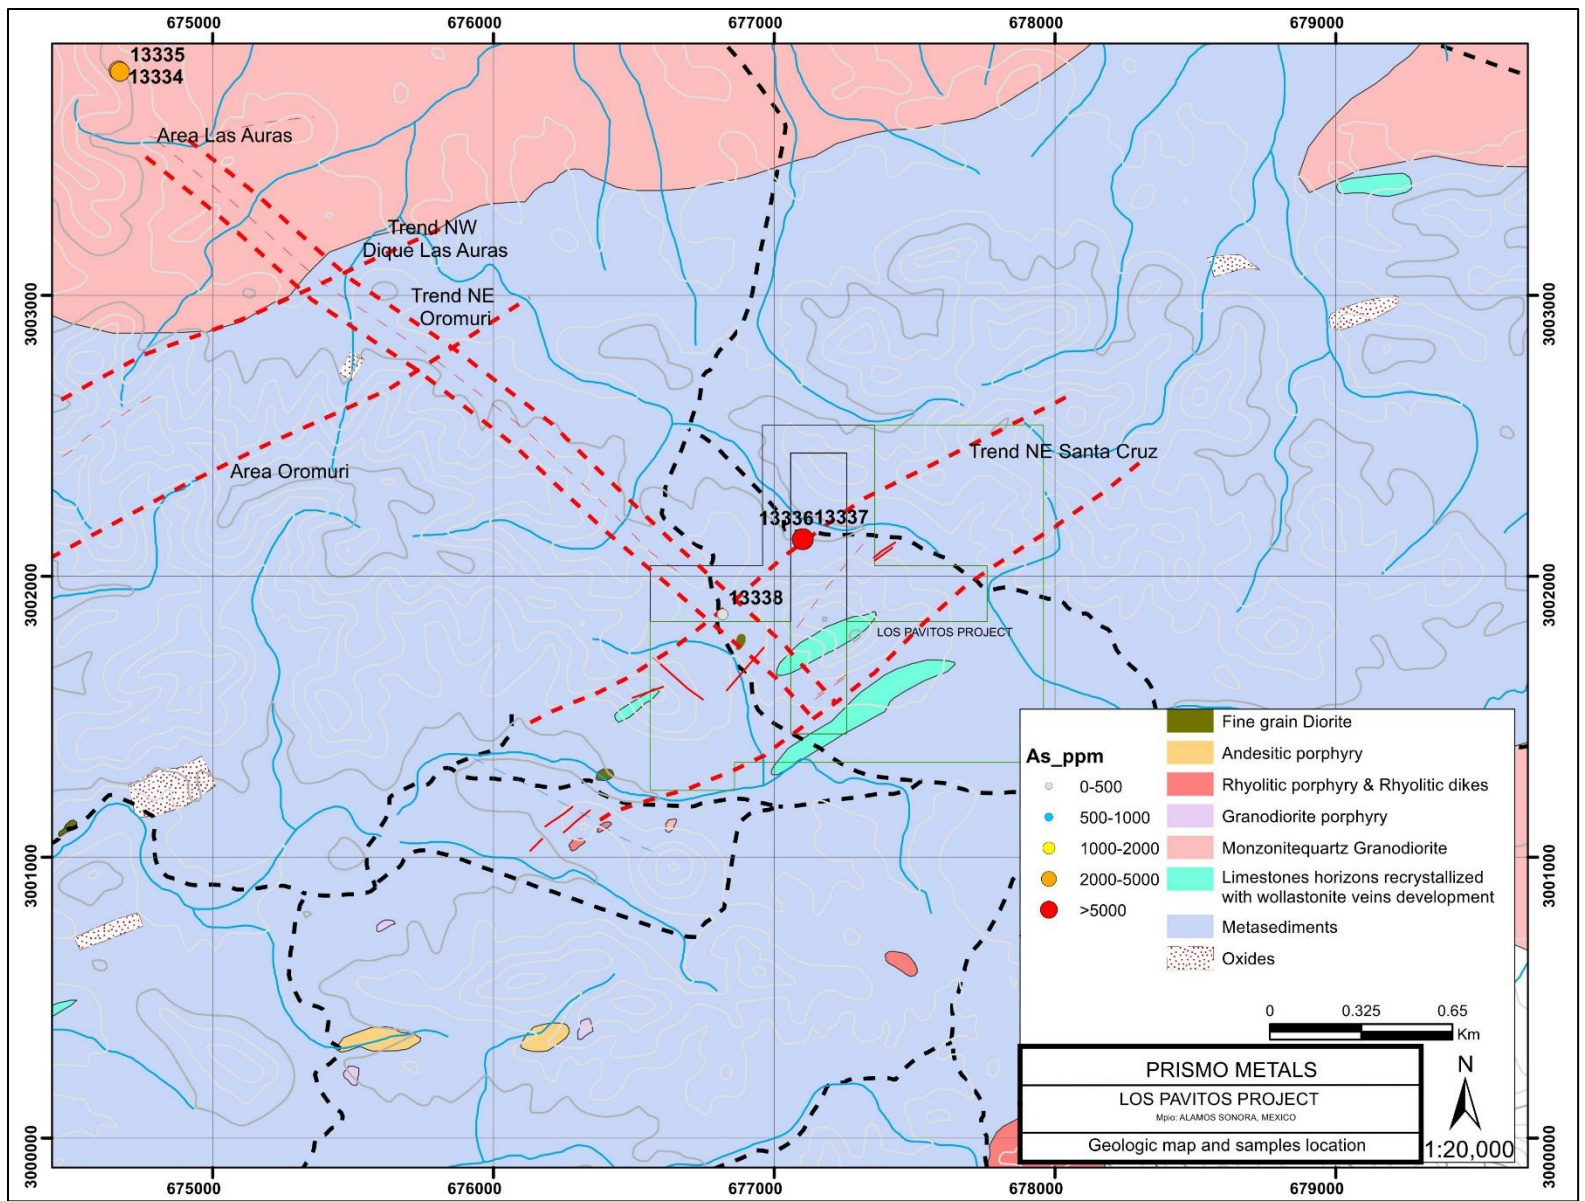 675000
676000
677000
678000
679000
13335
13334
Area Las Auras
Trend NW
Dique Las Auras
Trend NE
Oromuri
3003000
3003000
Area Oromuri
Trend NE Santa Cruz
13336
13337
3002000
3002000
13338
LOS PAVITOS PROJECT
As_ppm
0-500
500-1000
1000-2000
2000-5000
>5000
Fine grain Diorite
Andesitic porphyry
Rhyolitic porphyry & Rhyolitic dikes
Granodiorite porphyry
Monzonitequartz Granodiorite
Limestones horizons recrystallized
with wollastonite veins development
Metasediments
Oxides
3001000
3001000
0 0.325 0.65
Km
PRISMO METALS
LOS PAVITOS PROJECT
Mpio: ALAMOS SONORA, MEXICO
Geologic map and samples location
N
1:20,000
3000000
3000000
675000
676000
677000
678000
679000